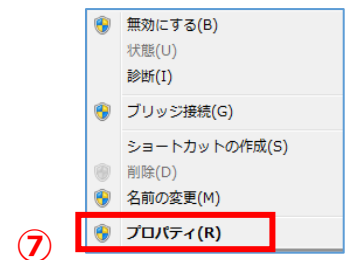 無効にする(B)
状態(U)
診断(I)
ブリッジ接続(G)
ショートカットの作成(S)
削除(D)
名前の変更(M)
プロパティ(R)
⑦